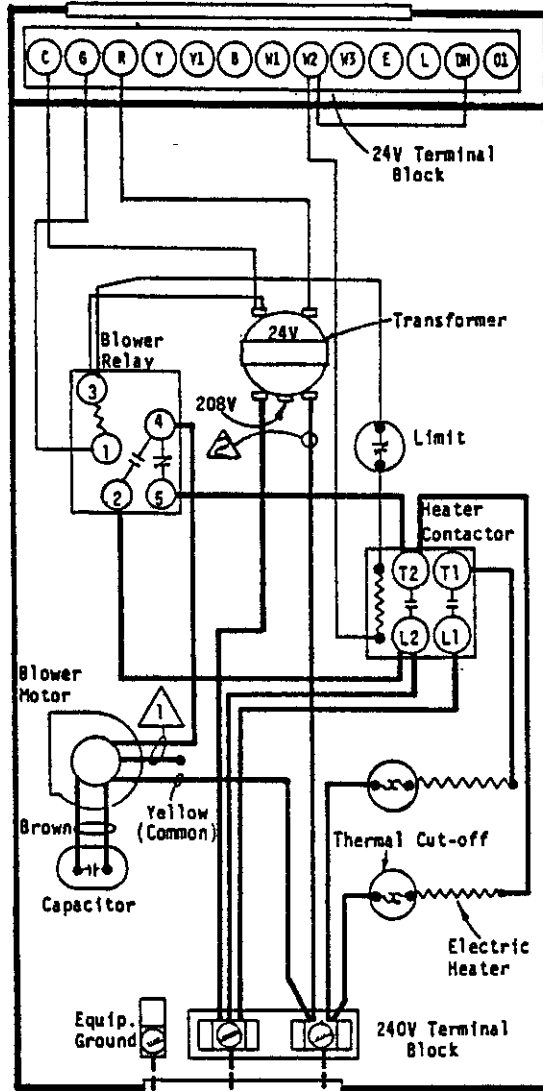 C G R Y Y1 B W1 W2 W3 E L DH O1
24V Terminal
Block
24V
Transformer
Blower
Relay
3
208V
4
2
Limit
1
2
5
Heater
Contactor
T2 T1
L2 L1
Blower
Motor
1
Yellow
(Common)
Brown
Thermal Cut-off
Capacitor
Electric
Heater
Equip.
Ground
240V Terminal
Block